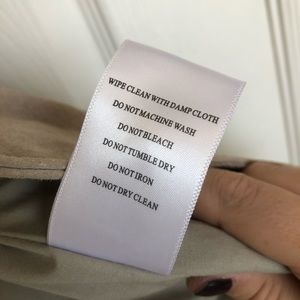 WIPE CLEAN WITH DAMP CLOTH
DO NOT MACHINE WASH
DO NOT BLEACH
DO NOT TUMBLE DRY
DO NOT IRON
DO NOT DRY CLEAN